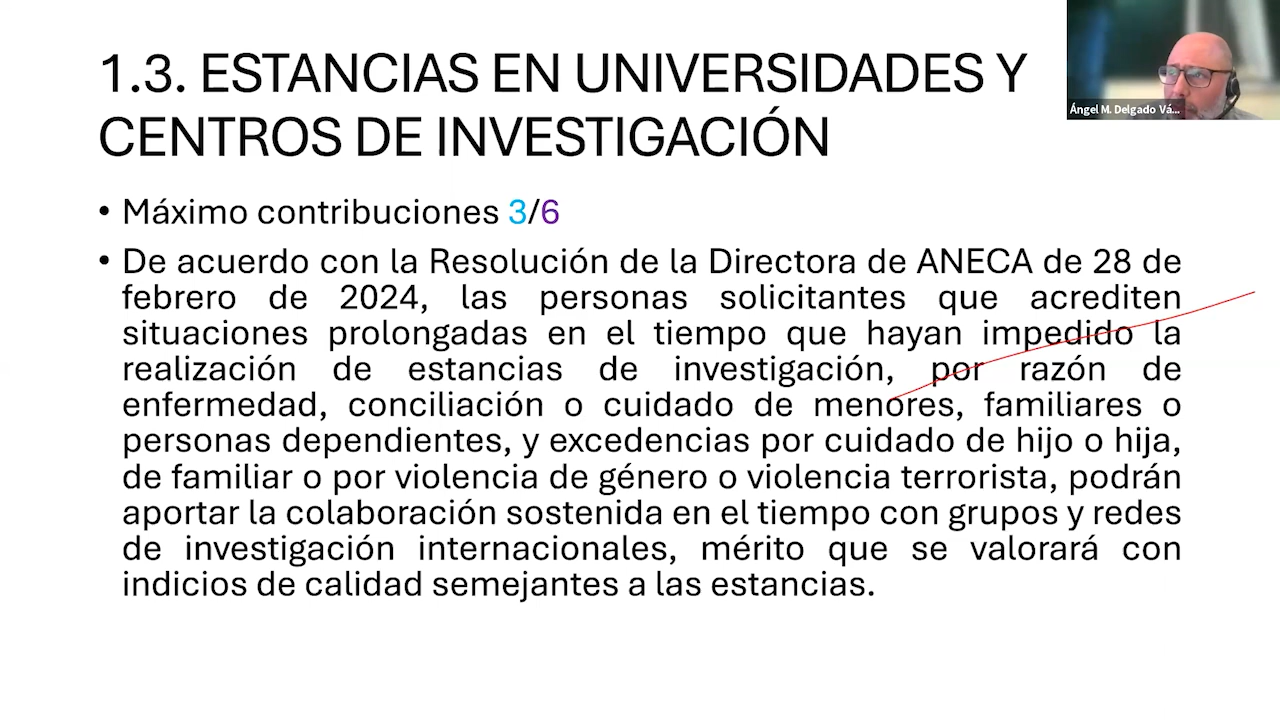 1.3. ESTANCIAS EN UNIVERSIDADES Y
CENTROS DE INVESTIGACIÓN
Ángel M. Delgado Vá...
• Máximo contribuciones 3/6
• De acuerdo con la Resolución de la Directora de ANECA de 28 de
febrero de 2024, las personas solicitantes que acrediten
situaciones prolongadas en el tiempo que hayan impedido la
realización de estancias de investigación, por razón de
enfermedad, conciliación o cuidado de menores, familiares o
personas dependientes, y excedencias por cuidado de hijo o hija,
de familiar o por violencia de género o violencia terrorista, podrán
aportar la colaboración sostenida en el tiempo con grupos y redes
de investigación internacionales, mérito que se valorará con
indicios de calidad semejantes a las estancias.